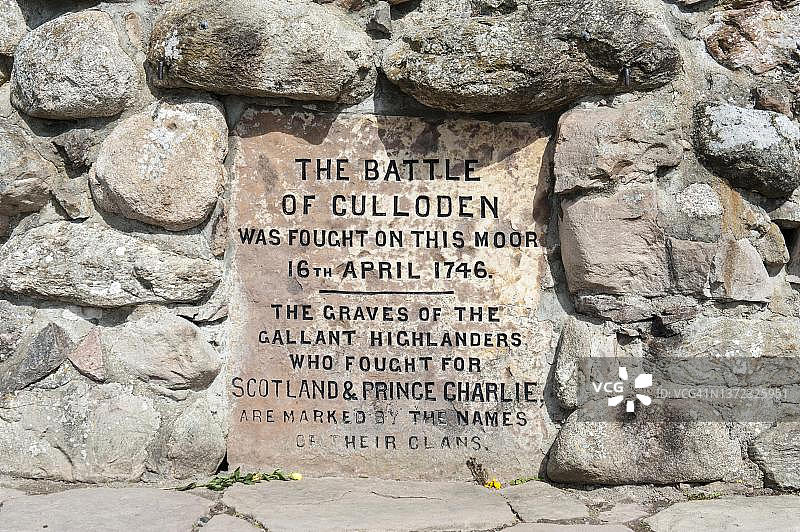 THE BATTLE
OF CULLODEN
WAS FOUGHT ON THIS MOOR
16TH APRIL 1746.
THE GRAVES OF THE
GALLANT HIGHLANDERS
WHO FOUGHT FOR
SCOTLAND & PRINCE CHARLIE,
ARE MARKED BY THE NAMES
OF THEIR CLANS.
VCG
VCG41N1372325951